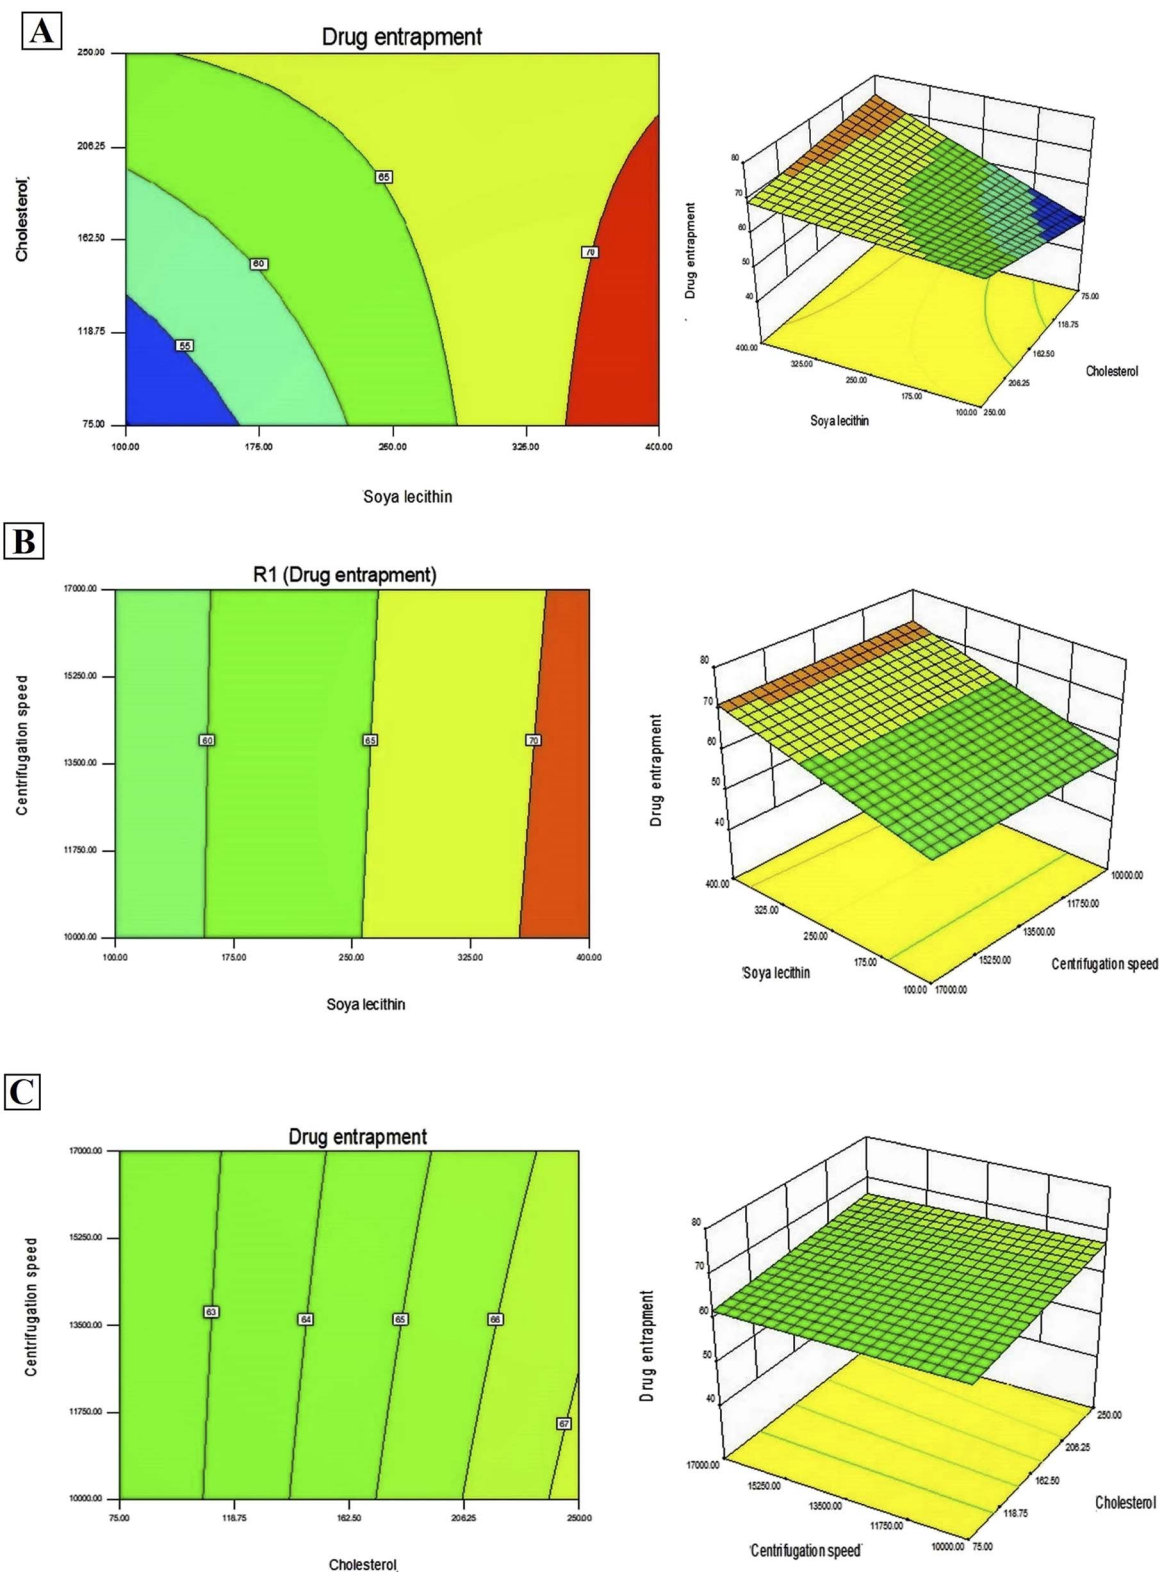 A
Drug entrapment
250.00
206.25
162.50
118.75
75.00
Cholesterol
65
60
70
55
100.00 175.00 250.00 325.00 400.00
Soya lecithin
80
70
60
50
40
Drug entrapment
400.00
325.00
250.00
175.00
100.00
Soya lecithin
75.00
118.75
162.50
206.25
250.00
Cholesterol
B
R1 (Drug entrapment)
17000.00
15250.00
13500.00
11750.00
10000.00
Centrifugation speed
60 65 70
100.00 175.00 250.00 325.00 400.00
Soya lecithin
80
70
60
50
40
Drug entrapment
400.00
325.00
250.00
175.00
100.00
Soya lecithin
10000.00
11750.00
13500.00
15250.00
17000.00
Centrifugation speed
C
Drug entrapment
17000.00
15250.00
13500.00
11750.00
10000.00
Centrifugation speed
63 64 65 66
67
75.00 118.75 162.50 206.25 250.00
Cholesterol
80
70
60
50
40
Drug entrapment
17000.00
15250.00
13500.00
11750.00
10000.00
Centrifugation speed
250.00
206.25
162.50
118.75
75.00
Cholesterol